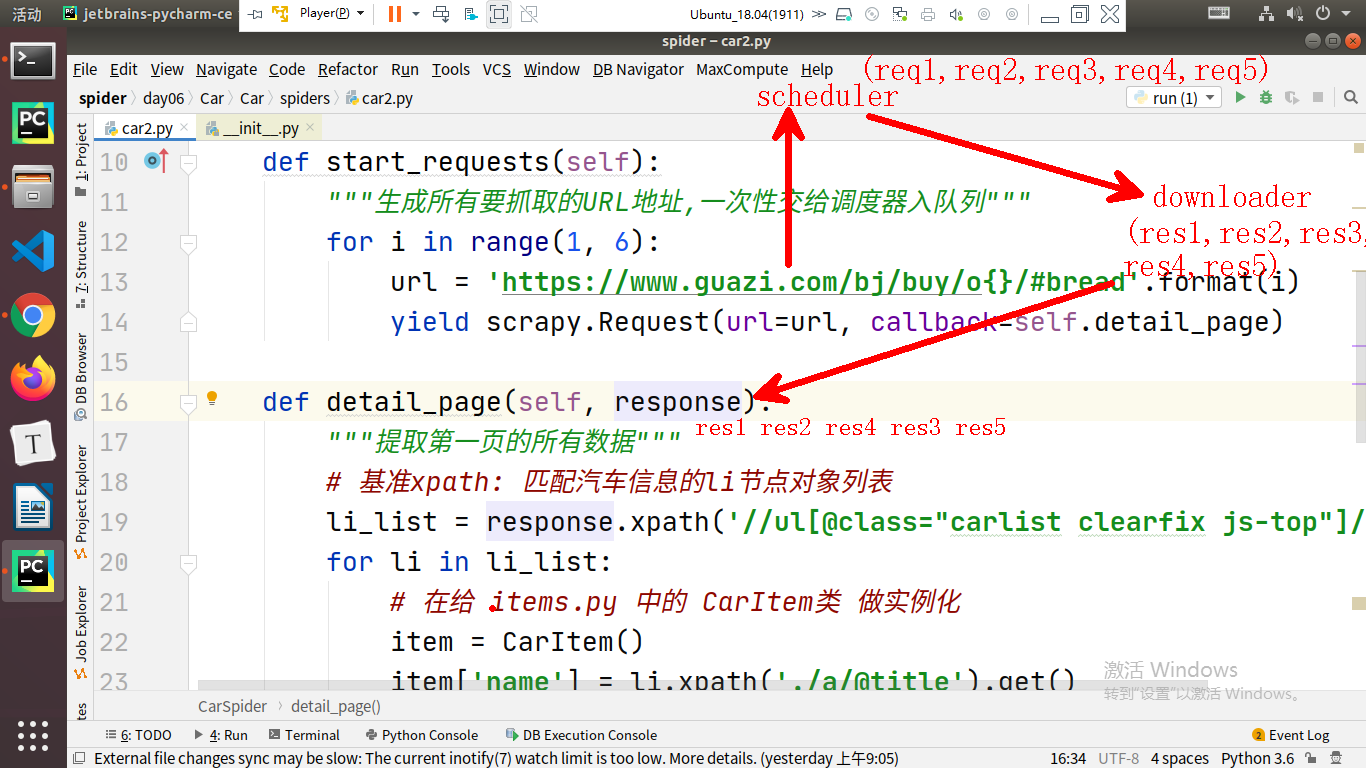 活动
jetbrains-pycharm-ce
Player(P)
Ubuntu_18.04(1911)
spider – car2.py
File Edit View Navigate Code Refactor Run Tools VCS Window DB Navigator MaxCompute Help
(req1,req2,req3,req4,req5)
scheduler
spider day06 Car Car spiders car2.py
run (1)
car2.py __init__.py
1: Project
7: Structure
DB Browser
Project Explorer
Job Explorer
tes
10 def start_requests(self):
11 """生成所有要抓取的URL地址,一次性交给调度器入队列"""
downloader
12 for i in range(1, 6):
(res1,res2,res3,
res4,res5)
13 url = 'https://www.guazi.com/bj/buy/o{}/#bread'.format(i)
14 yield scrapy.Request(url=url, callback=self.detail_page)
15
16 def detail_page(self, response):
17 """提取第一页的所有数据"""
res1 res2 res4 res3 res5
18 # 基准xpath: 匹配汽车信息的li节点对象列表
19 li_list = response.xpath('//ul[@class="carlist clearfix js-top"]/
20 for li in li_list:
21 # 在给 items.py 中的 CarItem类 做实例化
22 item = CarItem()
23 item['name'] = li.xpath('./a/@title').get()
激活 Windows
转到"设置"以激活 Windows。
CarSpider detail_page()
6: TODO 4: Run Terminal Python Console DB Execution Console 2 Event Log
External file changes sync may be slow: The current inotify(7) watch limit is too low. More details. (yesterday 上午9:05) 16:34 UTF-8 4 spaces Python 3.6